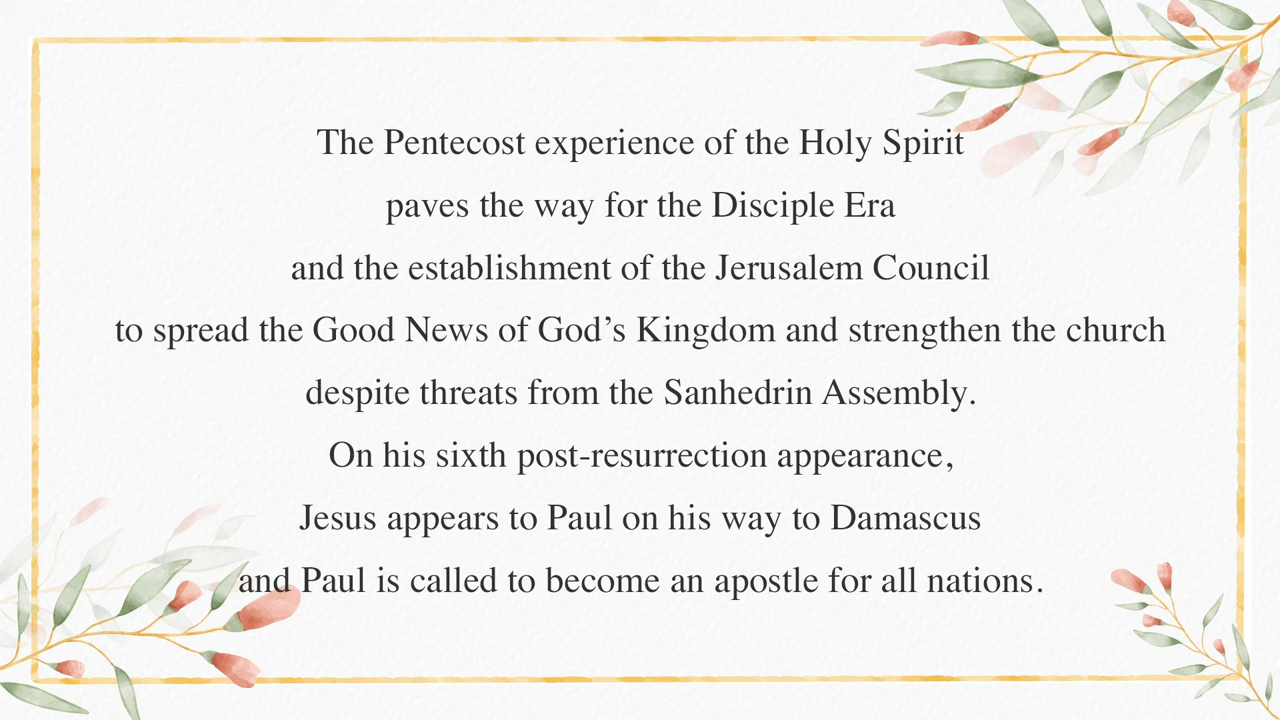 The Pentecost experience of the Holy Spirit
paves the way for the Disciple Era
and the establishment of the Jerusalem Council
to spread the Good News of God’s Kingdom and strengthen the church
despite threats from the Sanhedrin Assembly.
On his sixth post-resurrection appearance,
Jesus appears to Paul on his way to Damascus
and Paul is called to become an apostle for all nations.